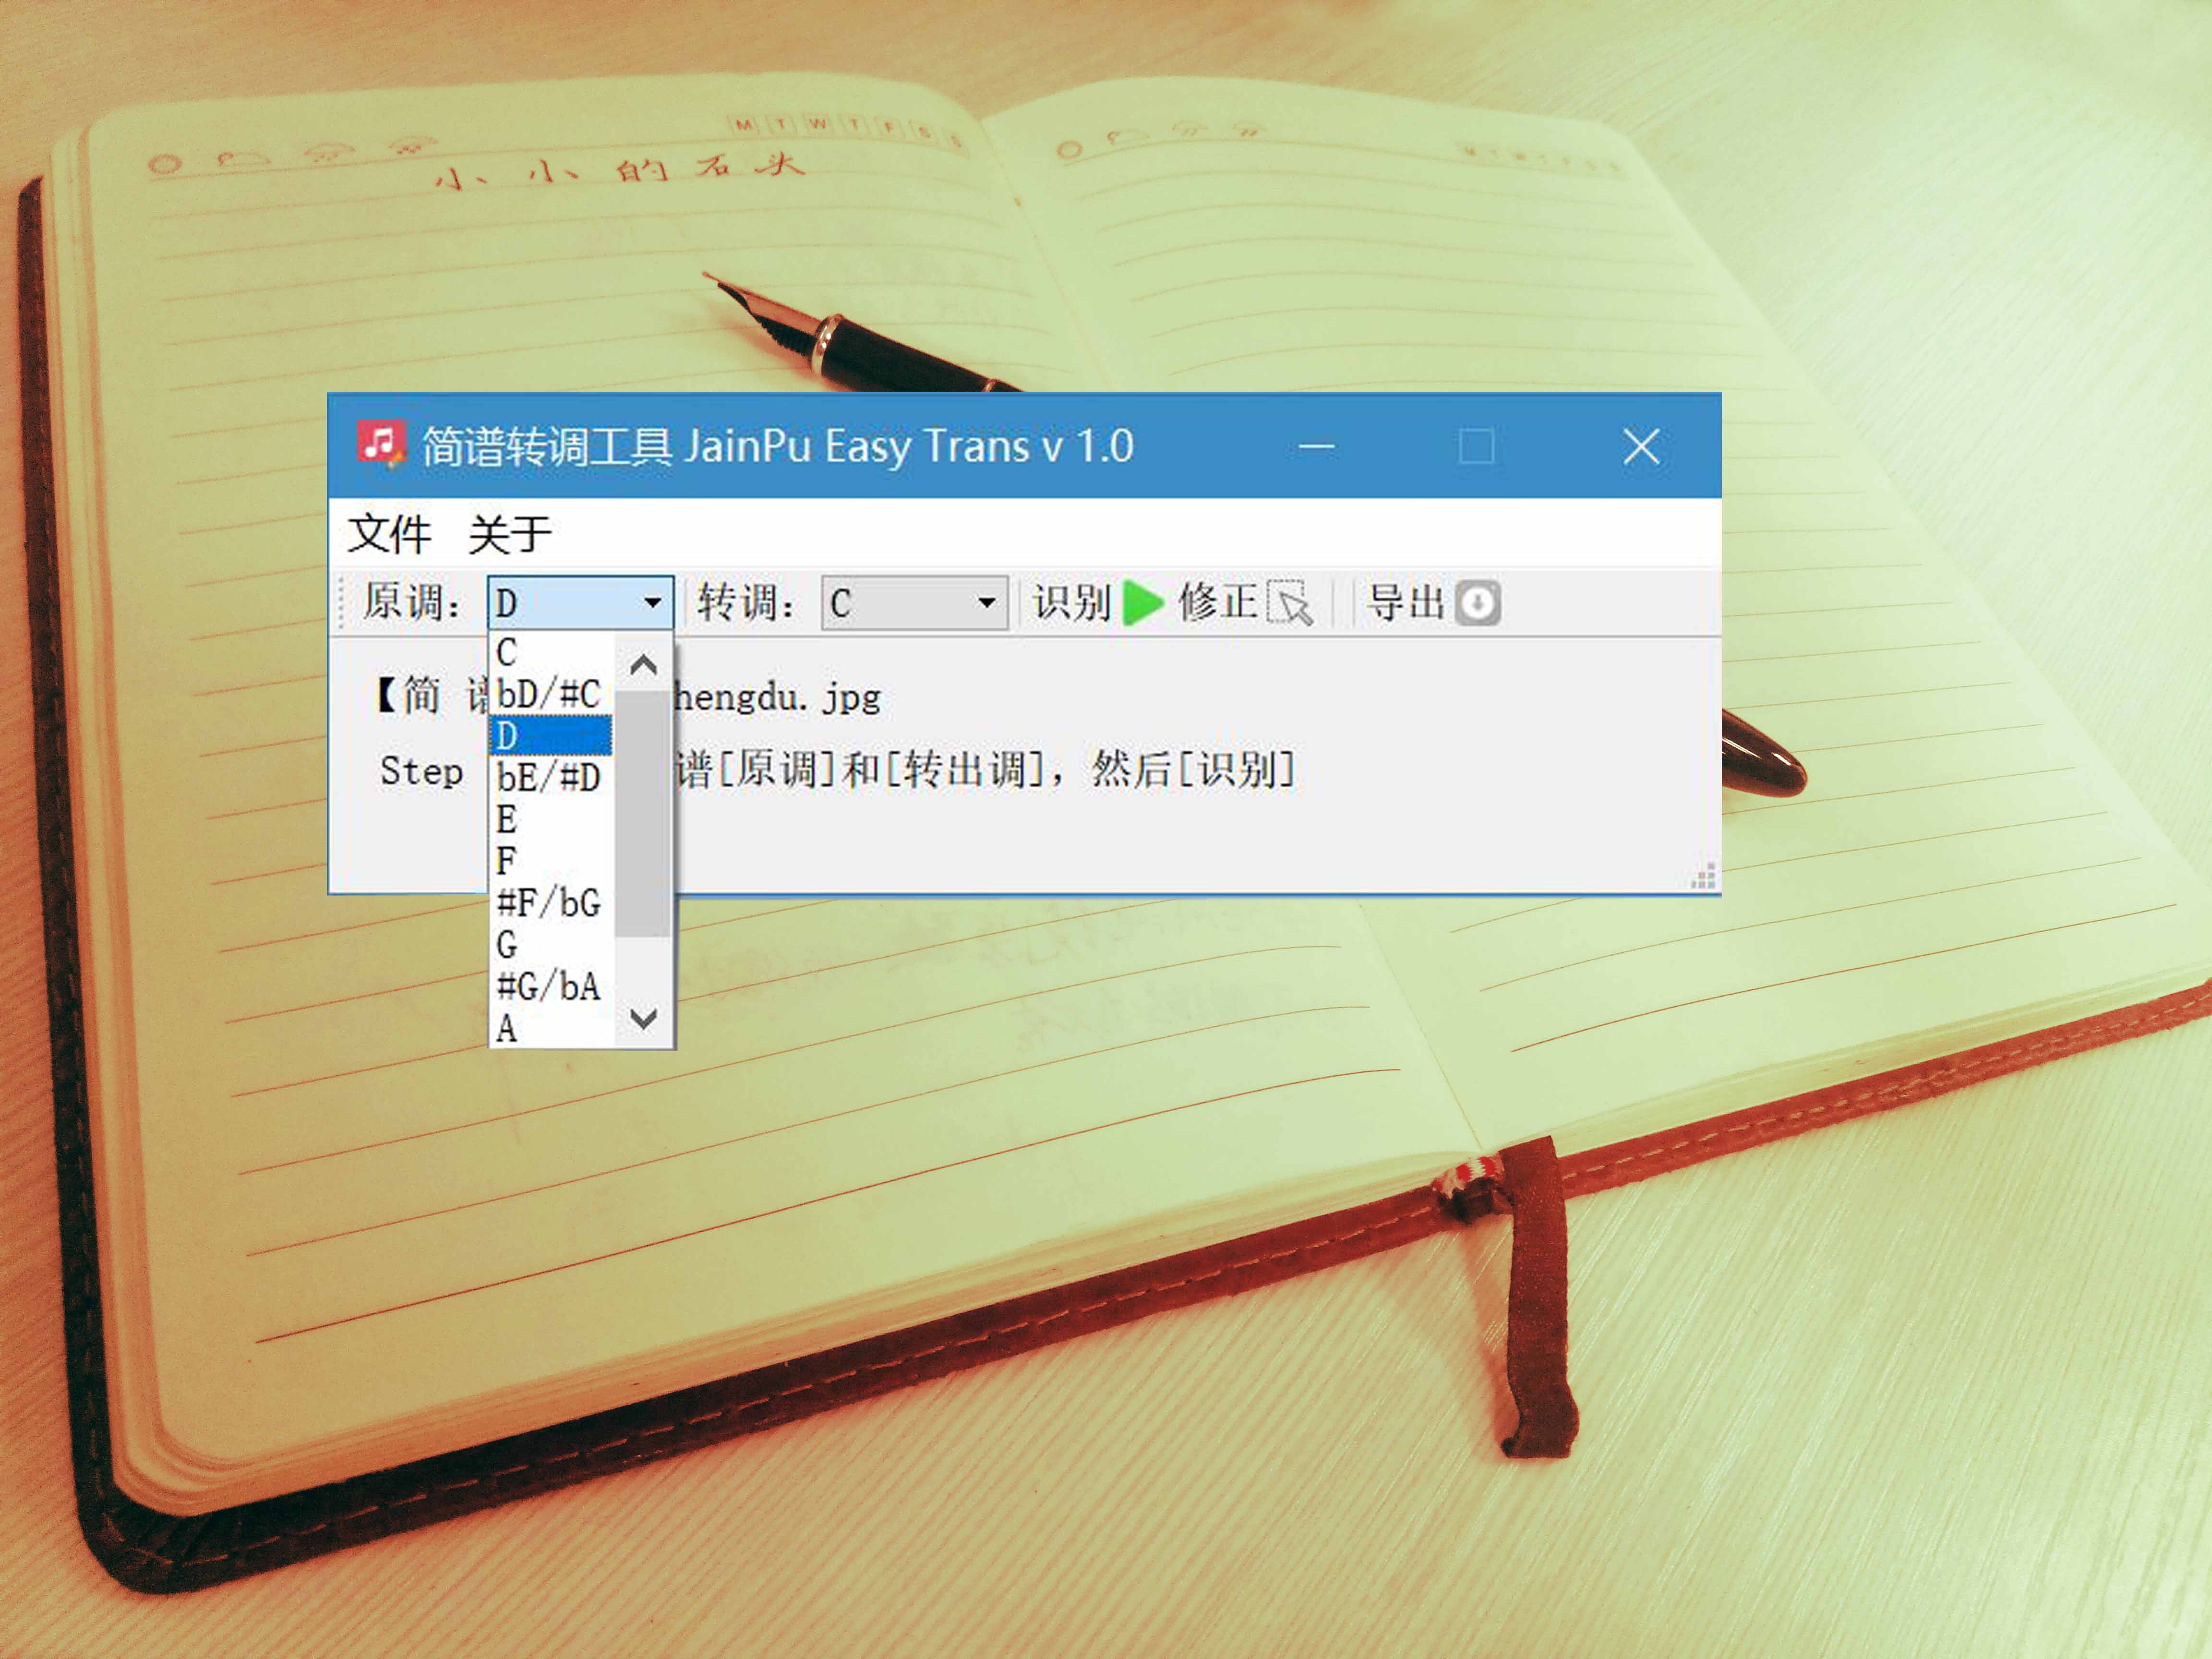 M T W T F S S
小小的石头
M T W T F S S
简谱转调工具 JainPu Easy Trans v 1.0
文件 关于
原调： D 转调： C 识别 修正 导出
C
bD/#C
D
bE/#D
E
F
#F/bG
G
#G/bA
A
【简 谱 hengdu.jpg
Step 谱[原调]和[转出调]，然后[识别]